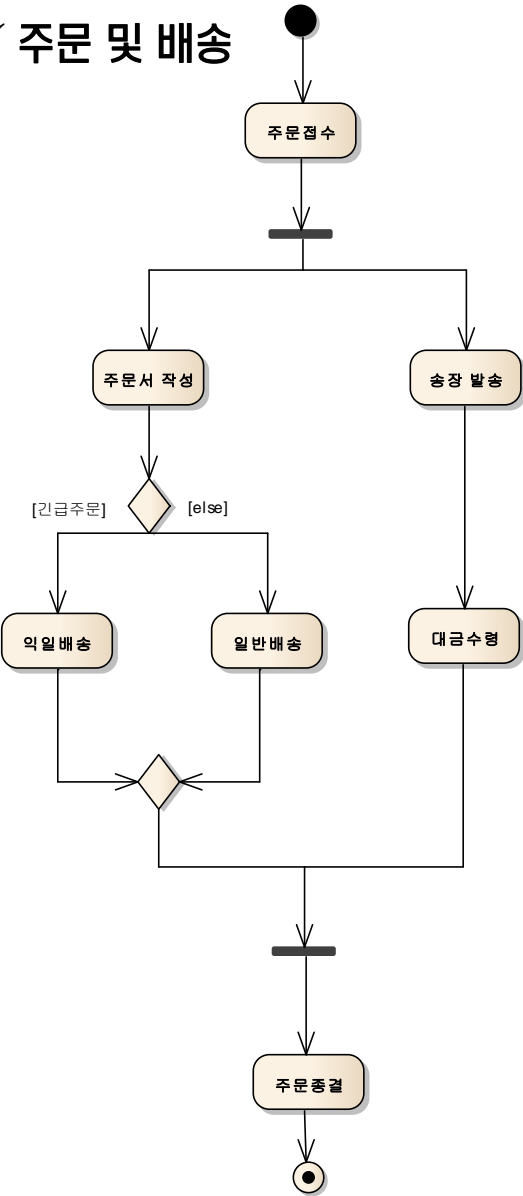 주문 및 배송
주문접수
주문서 작성
송장 발송
[긴급주문]
[else]
익일배송
일반배송
대금수령
주문종결